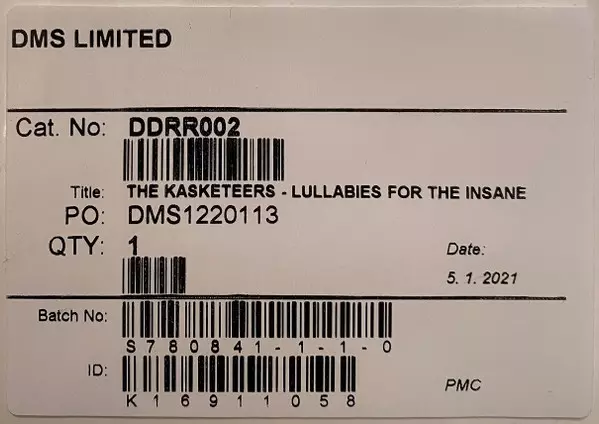 DMS LIMITED
Cat. No: DDRR002
Title: THE KASKETEERS - LULLABIES FOR THE INSANE
PO: DMS1220113
QTY: 1
Date:
5. 1. 2021
Batch No:
S780841-1-1-0
ID:
K16911058
PMC